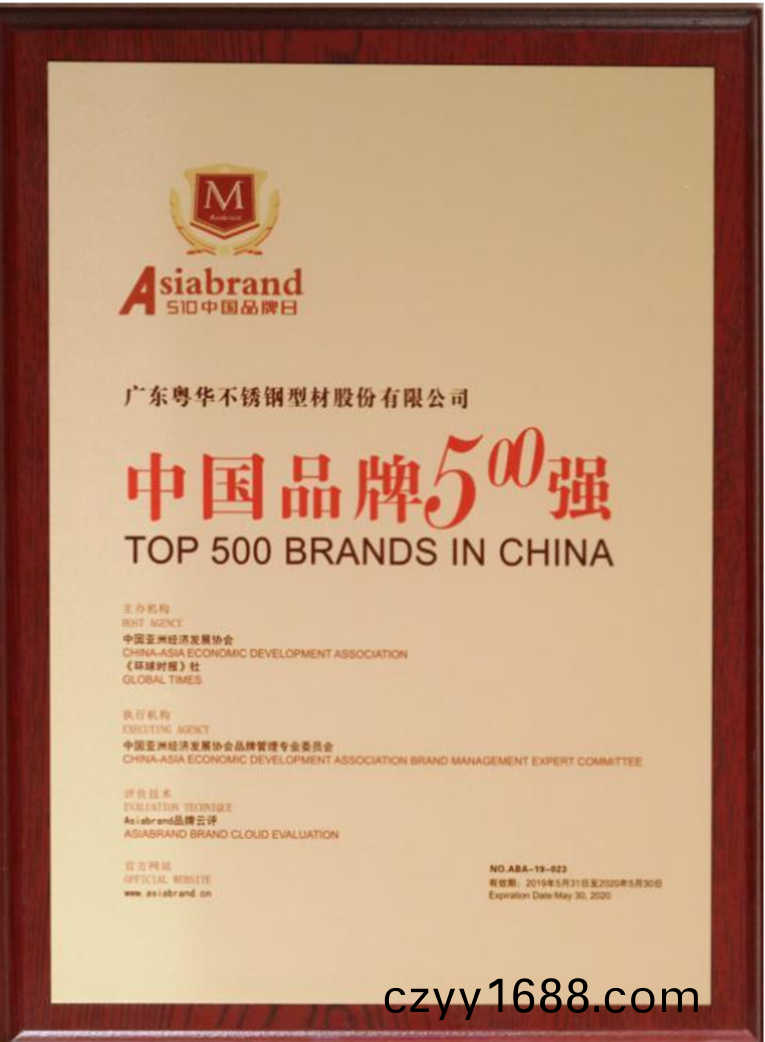 M
Asiabrand
510中国品牌日
广东粤华不锈钢型材股份有限公司
中国品牌500强
TOP 500 BRANDS IN CHINA
主办机构
HOST AGENCY
中国亚洲经济发展协会
CHINA-ASIA ECONOMIC DEVELOPMENT ASSOCIATION
《环球时报》社
GLOBAL TIMES
执行机构
EXECUTING AGENCY
中国亚洲经济发展协会品牌管理专业委员会
CHINA-ASIA ECONOMIC DEVELOPMENT ASSOCIATION BRAND MANAGEMENT EXPERT COMMITTEE
评价技术
EVALUATION TECHNIQUE
Asiabrand品牌云评
ASIABRAND BRAND CLOUD EVALUATION
官方网站
OFFICIAL WEBSITE
www.asiabrand.cn
NO.ABA-19-023
有效期：2019年5月31日至2020年5月30日
Expiration Date:May 30, 2020
czyy1688.com